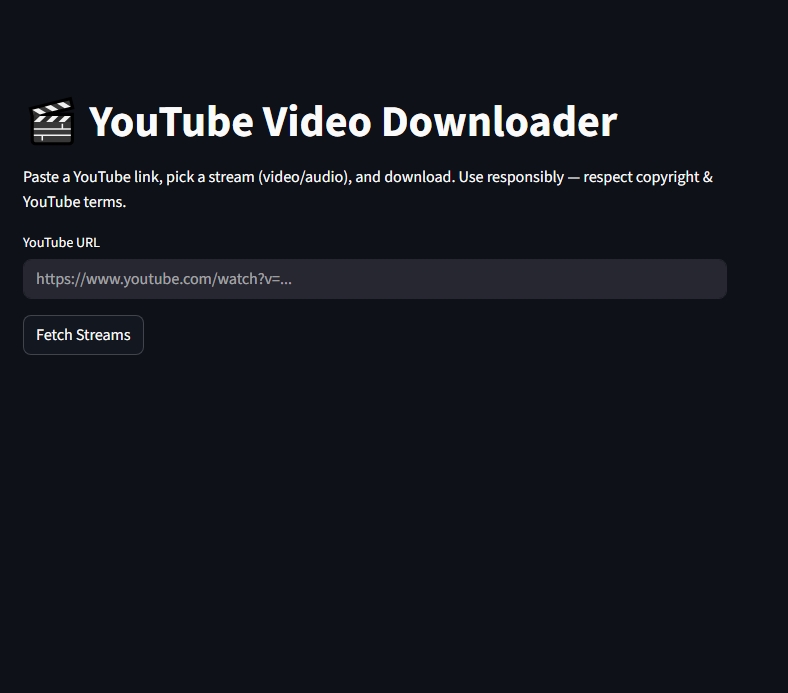 YouTube Video Downloader
Paste a YouTube link, pick a stream (video/audio), and download. Use responsibly — respect copyright &
YouTube terms.
YouTube URL
https://www.youtube.com/watch?v=...
Fetch Streams